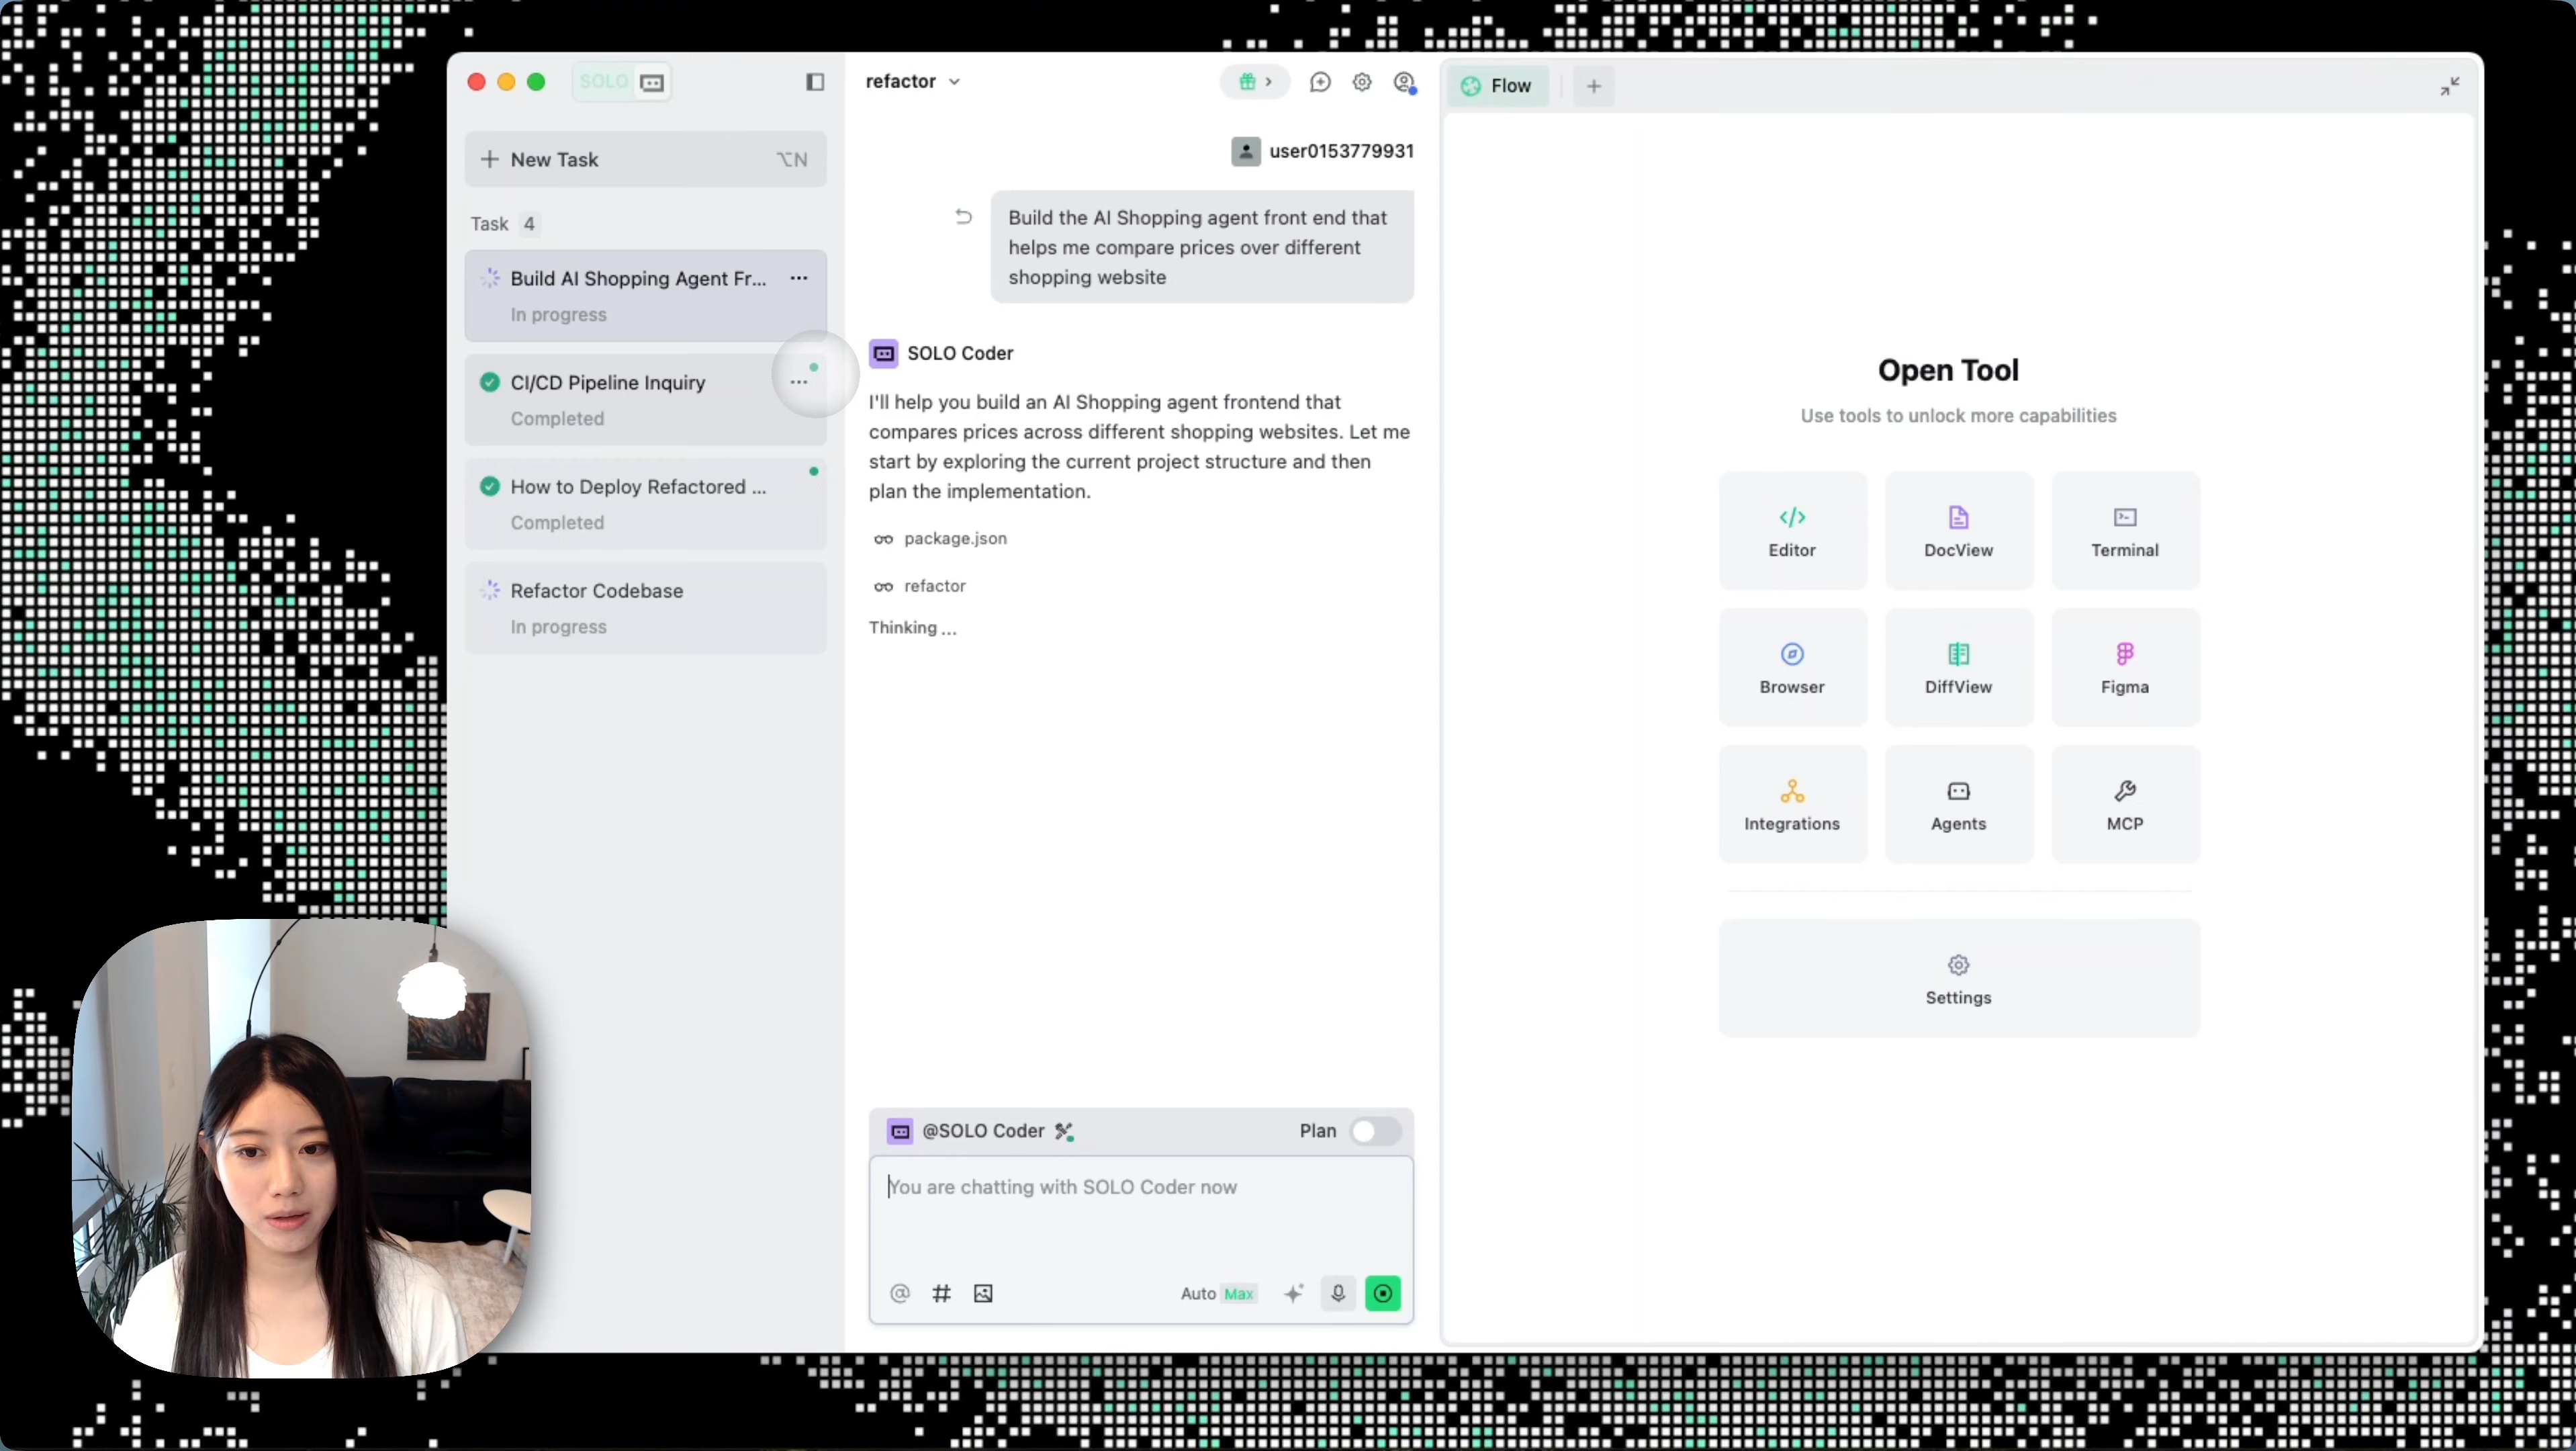 SOLO
New Task
⌥N
Task 4
Build AI Shopping Agent Fr...
In progress
CI/CD Pipeline Inquiry
Completed
How to Deploy Refactored ...
Completed
Refactor Codebase
In progress
refactor
user0153779931
Build the AI Shopping agent front end that
helps me compare prices over different
shopping website
SOLO Coder
I'll help you build an AI Shopping agent frontend that
compares prices across different shopping websites. Let me
start by exploring the current project structure and then
plan the implementation.
package.json
refactor
Thinking ...
@SOLO Coder
Plan
You are chatting with SOLO Coder now
Auto Max
Flow
Open Tool
Use tools to unlock more capabilities
Editor
DocView
Terminal
Browser
DiffView
Figma
Integrations
Agents
MCP
Settings